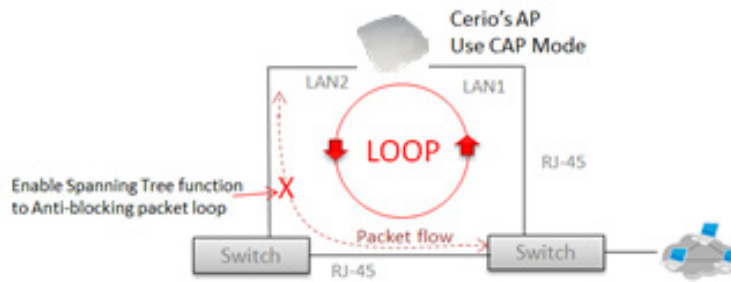 Cerio's AP
Use CAP Mode
LAN2
LAN1
LOOP
RJ-45
Enable Spanning Tree function
to Anti-blocking packet loop
X
Packet flow
Switch
Switch
RJ-45